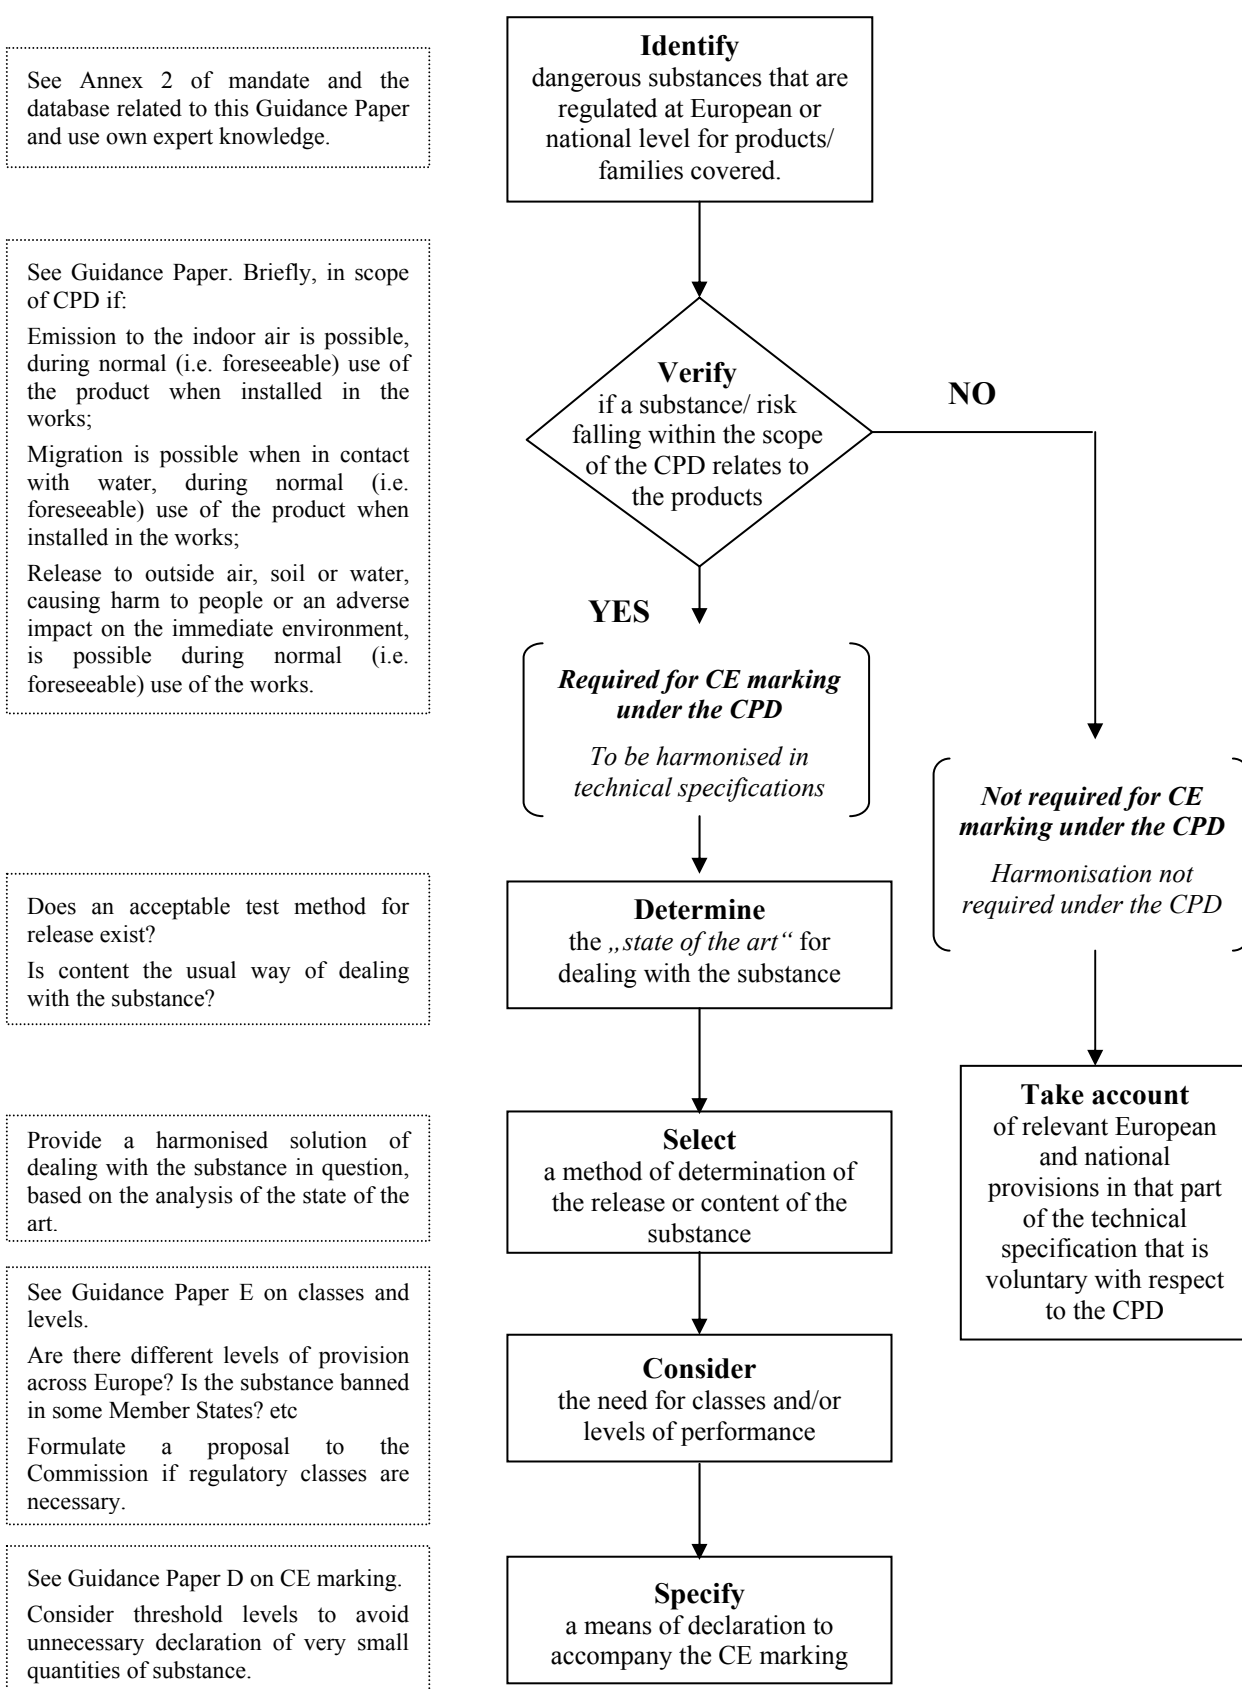 See Annex 2 of mandate and the
database related to this Guidance Paper
and use own expert knowledge.
Identify
dangerous substances that are
regulated at European or
national level for products/
families covered.
See Guidance Paper. Briefly, in scope
of CPD if:
Emission to the indoor air is possible,
during normal (i.e. foreseeable) use of
the product when installed in the
works;
Migration is possible when in contact
with water, during normal (i.e.
foreseeable) use of the product when
installed in the works;
Release to outside air, soil or water,
causing harm to people or an adverse
impact on the immediate environment,
is possible during normal (i.e.
foreseeable) use of the works.
Verify
if a substance/ risk
falling within the scope
of the CPD relates to
the products
NO
YES
Required for CE marking
under the CPD
To be harmonised in
technical specifications
Not required for CE
marking under the CPD
Harmonisation not
required under the CPD
Does an acceptable test method for
release exist?
Is content the usual way of dealing
with the substance?
Determine
the „state of the art“ for
dealing with the substance
Take account
of relevant European
and national
provisions in that part
of the technical
specification that is
voluntary with respect
to the CPD
Provide a harmonised solution of
dealing with the substance in question,
based on the analysis of the state of the
art.
Select
a method of determination of
the release or content of the
substance
See Guidance Paper E on classes and
levels.
Are there different levels of provision
across Europe? Is the substance banned
in some Member States? etc
Formulate a proposal to the
Commission if regulatory classes are
necessary.
Consider
the need for classes and/or
levels of performance
See Guidance Paper D on CE marking.
Consider threshold levels to avoid
unnecessary declaration of very small
quantities of substance.
Specify
a means of declaration to
accompany the CE marking